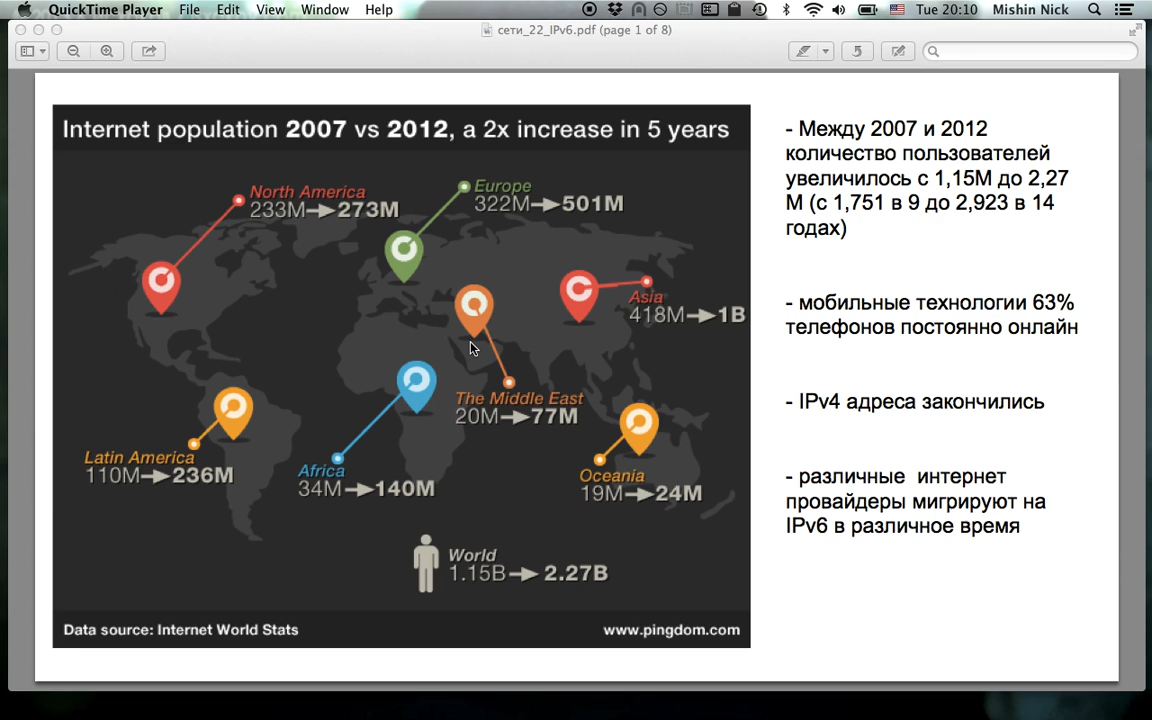 QuickTime Player File Edit View Window Help Tue 20:10 Mishin Nick
сети_22_IPv6.pdf (page 1 of 8)
Internet population 2007 vs 2012, a 2x increase in 5 years
North America
233M 273M
Europe
322M 501M
Asia
418M 1B
The Middle East
20M 77M
Latin America
110M 236M
Africa
34M 140M
Oceania
19M 24M
World
1.15B 2.27B
Data source: Internet World Stats
www.pingdom.com
- Между 2007 и 2012
количество пользователей
увеличилось с 1,15М до 2,27
М (с 1,751 в 9 до 2,923 в 14
годах)
- мобильные технологии 63%
телефонов постоянно онлайн
- IPv4 адреса закончились
- различные интернет
провайдеры мигрируют на
IPv6 в различное время